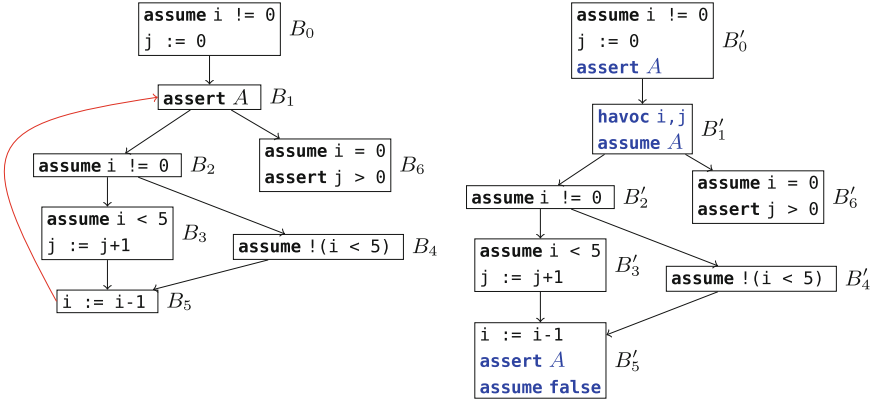 assume i != 0
j := 0
B₀
assert A
B₁
assume i != 0
B₂
assume i = 0
assert j > 0
B₆
assume i < 5
j := j+1
B₃
assume !(i < 5)
B₄
i := i-1
B₅
assume i != 0
j := 0
assert A
B′₀
havoc i,j
assume A
B′₁
assume i != 0
B′₂
assume i = 0
assert j > 0
B′₆
assume i < 5
j := j+1
B′₃
assume !(i < 5)
B′₄
i := i-1
assert A
assume false
B′₅